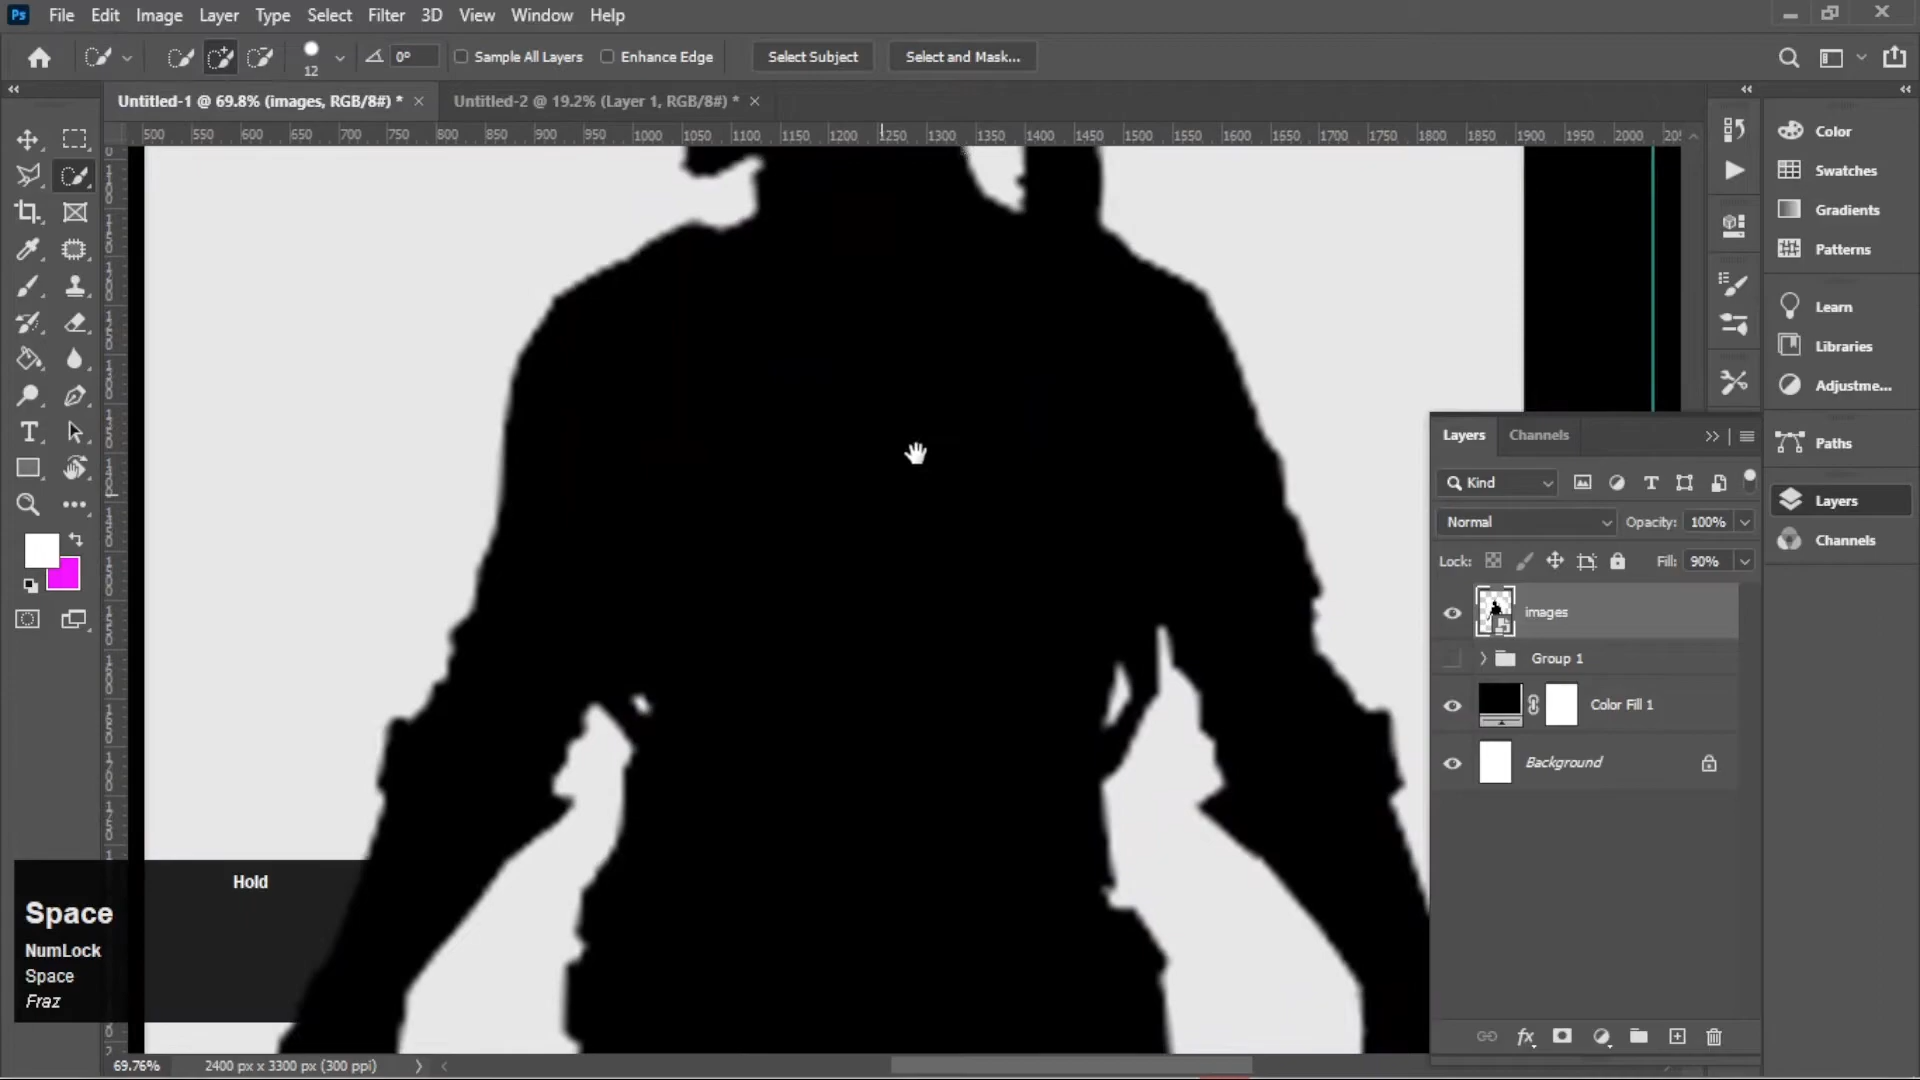 Ps File Edit Image Layer Type Select Filter 3D View Window Help
12 0° Sample All Layers Enhance Edge Select Subject Select and Mask...
Untitled-1 @ 69.8% (images, RGB/8#) * × Untitled-2 @ 19.2% (Layer 1, RGB/8#) * ×
500 550 600 650 700 750 800 850 900 950 1000 1050 1100 1150 1200 1250 1300 1350 1400 1450 1500 1550 1600 1650 1700 1750 1800 1850 1900 1950 2000
Color
Swatches
Gradients
Patterns
Learn
Libraries
Adjustme...
Paths
Layers
Channels
Layers Channels
Kind
Normal Opacity: 100%
Lock: Fill: 90%
images
Group 1
Color Fill 1
Background
Hold
Space
NumLock
Space
Fraz
69.76% 2400 px x 3300 px (300 ppi)